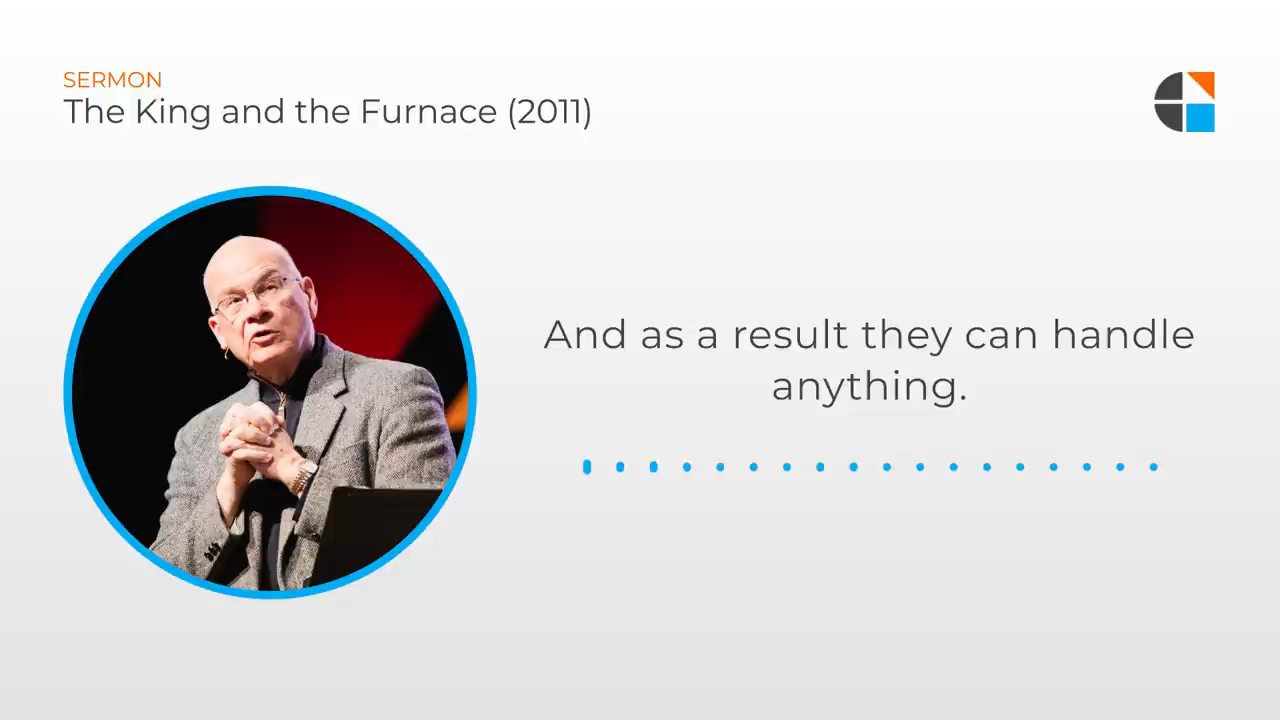 SERMON
The King and the Furnace (2011)
And as a result they can handle
anything.